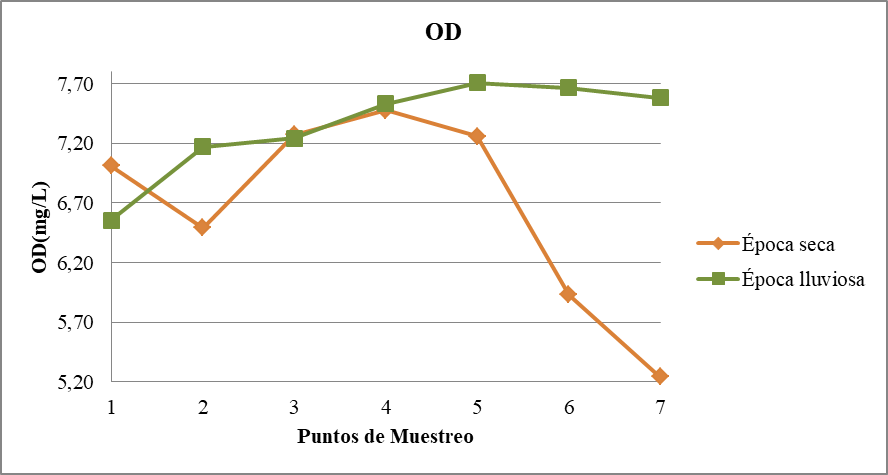 OD
7,70
7,20
6,70
6,20
5,70
5,20
OD(mg/L)
1 2 3 4 5 6 7
Puntos de Muestreo
Época seca
Época lluviosa